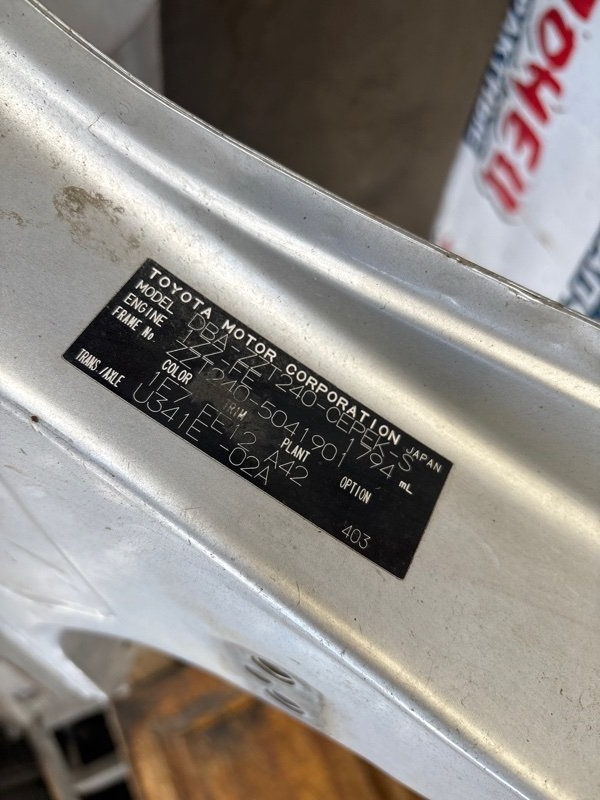 TOYOTA MOTOR CORPORATION JAPAN
MODEL DBA-ZZT240-CEPEK-S
ENGINE 1ZZ-FE 1794 mL
FRAME No ZZT240-5041901
COLOR TRIM PLANT OPTION
1E7 FE12 A42
TRANS./AXLE U341E -02A
403